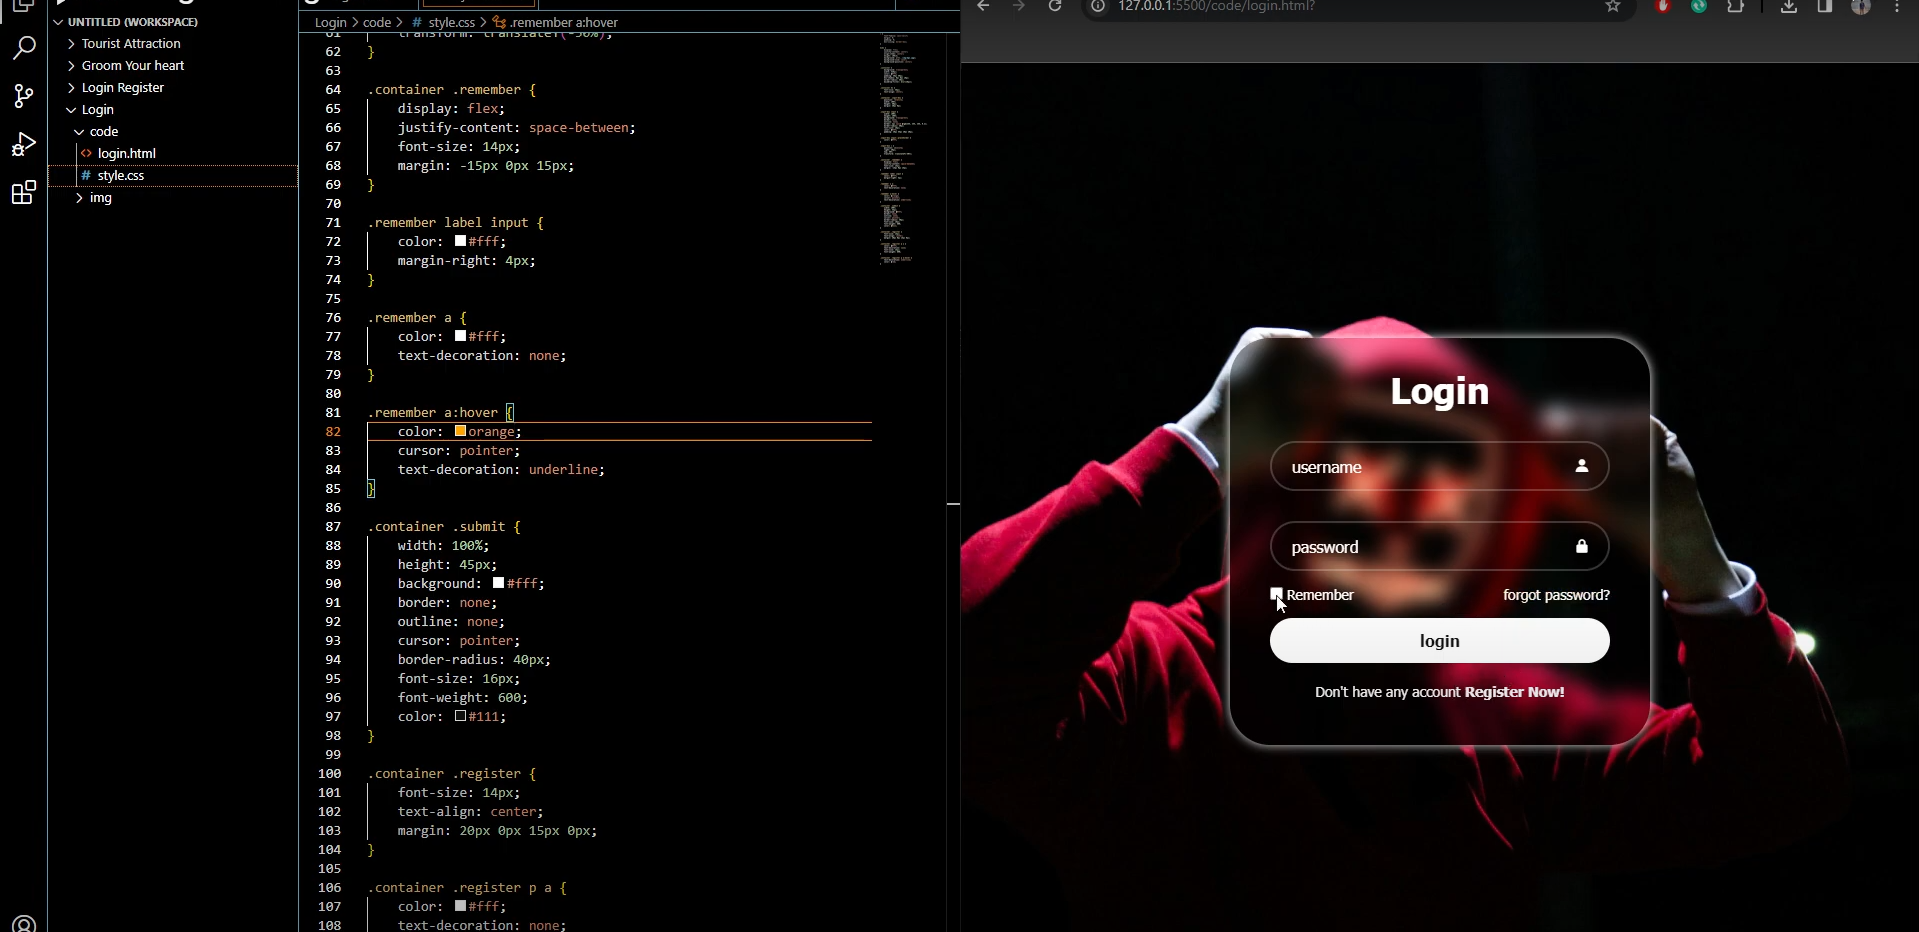 UNTITLED (WORKSPACE)
Tourist Attraction
Groom Your heart
Login Register
Login
code
login.html
# style.css
img
Login > code > # style.css > .remember a:hover
61 transform: translateY(-50%);
62 }
63
64 .container .remember {
65 display: flex;
66 justify-content: space-between;
67 font-size: 14px;
68 margin: -15px 0px 15px;
69 }
70
71 .remember label input {
72 color: #fff;
73 margin-right: 4px;
74 }
75
76 .remember a {
77 color: #fff;
78 text-decoration: none;
79 }
80
81 .remember a:hover {
82 color: orange;
83 cursor: pointer;
84 text-decoration: underline;
85 }
86
87 .container .submit {
88 width: 100%;
89 height: 45px;
90 background: #fff;
91 border: none;
92 outline: none;
93 cursor: pointer;
94 border-radius: 40px;
95 font-size: 16px;
96 font-weight: 600;
97 color: #111;
98 }
99
100 .container .register {
101 font-size: 14px;
102 text-align: center;
103 margin: 20px 0px 15px 0px;
104 }
105
106 .container .register p a {
107 color: #fff;
108 text-decoration: none;
127.0.0.1:5500/code/login.html?
Login
username
password
Remember forgot password?
login
Don't have any account Register Now!